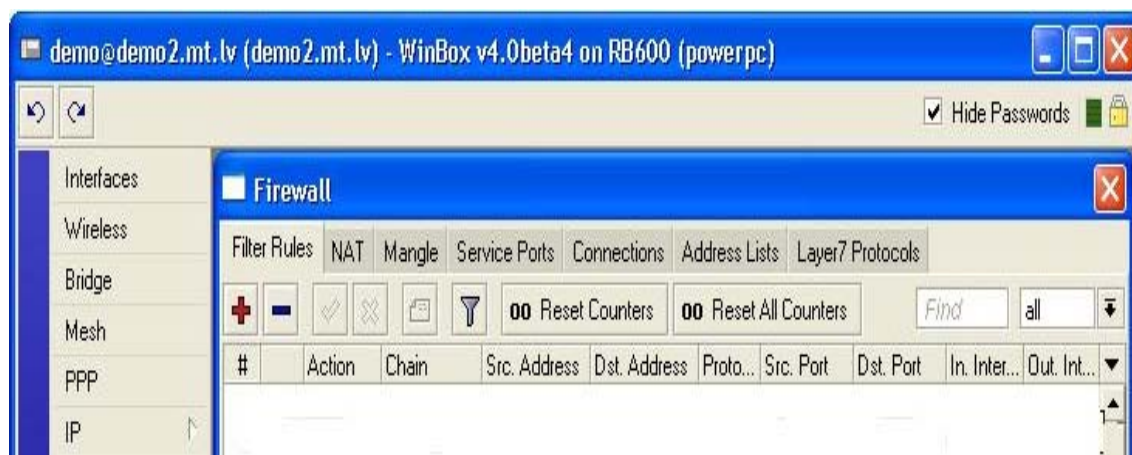 demo@demo2.mt.lv (demo2.mt.lv) - WinBox v4.0beta4 on RB600 (powerpc)
Hide Passwords
Interfaces
Wireless
Bridge
Mesh
PPP
IP
Firewall
Filter Rules NAT Mangle Service Ports Connections Address Lists Layer7 Protocols
00 Reset Counters 00 Reset All Counters Find all
# Action Chain Src. Address Dst. Address Proto... Src. Port Dst. Port In. Inter... Out. Int...